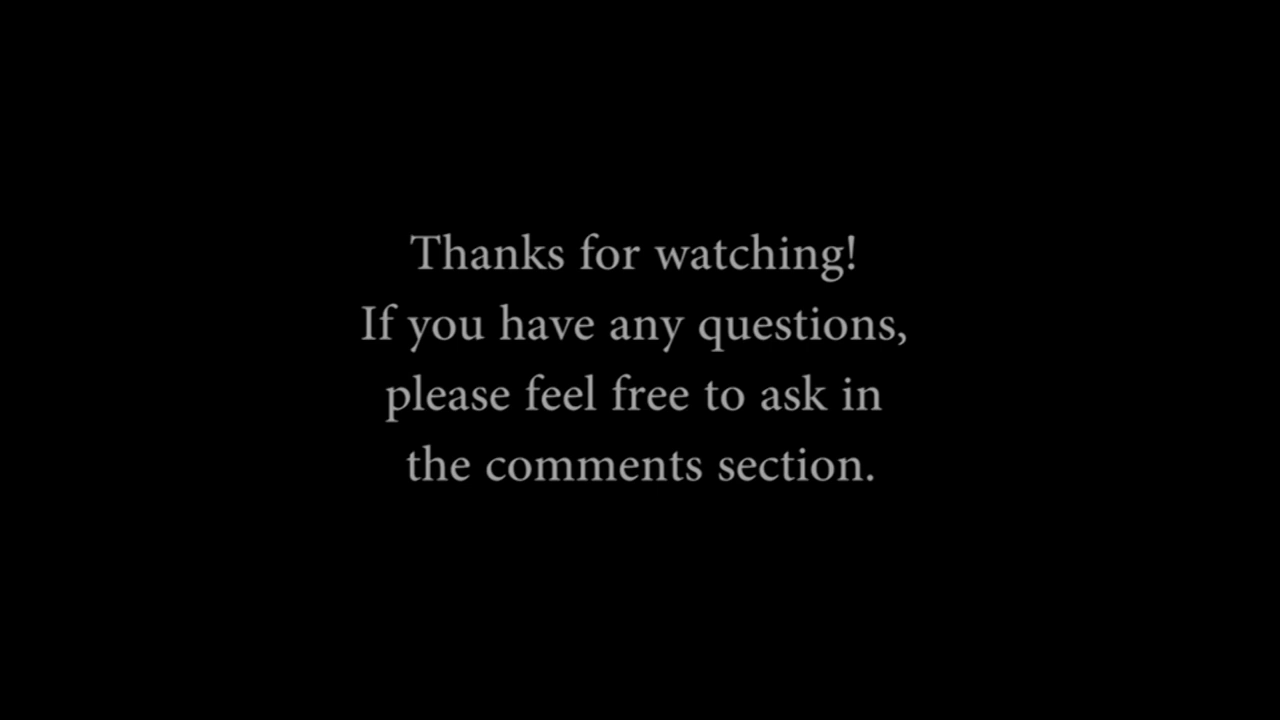 Thanks for watching!
If you have any questions,
please feel free to ask in
the comments section.